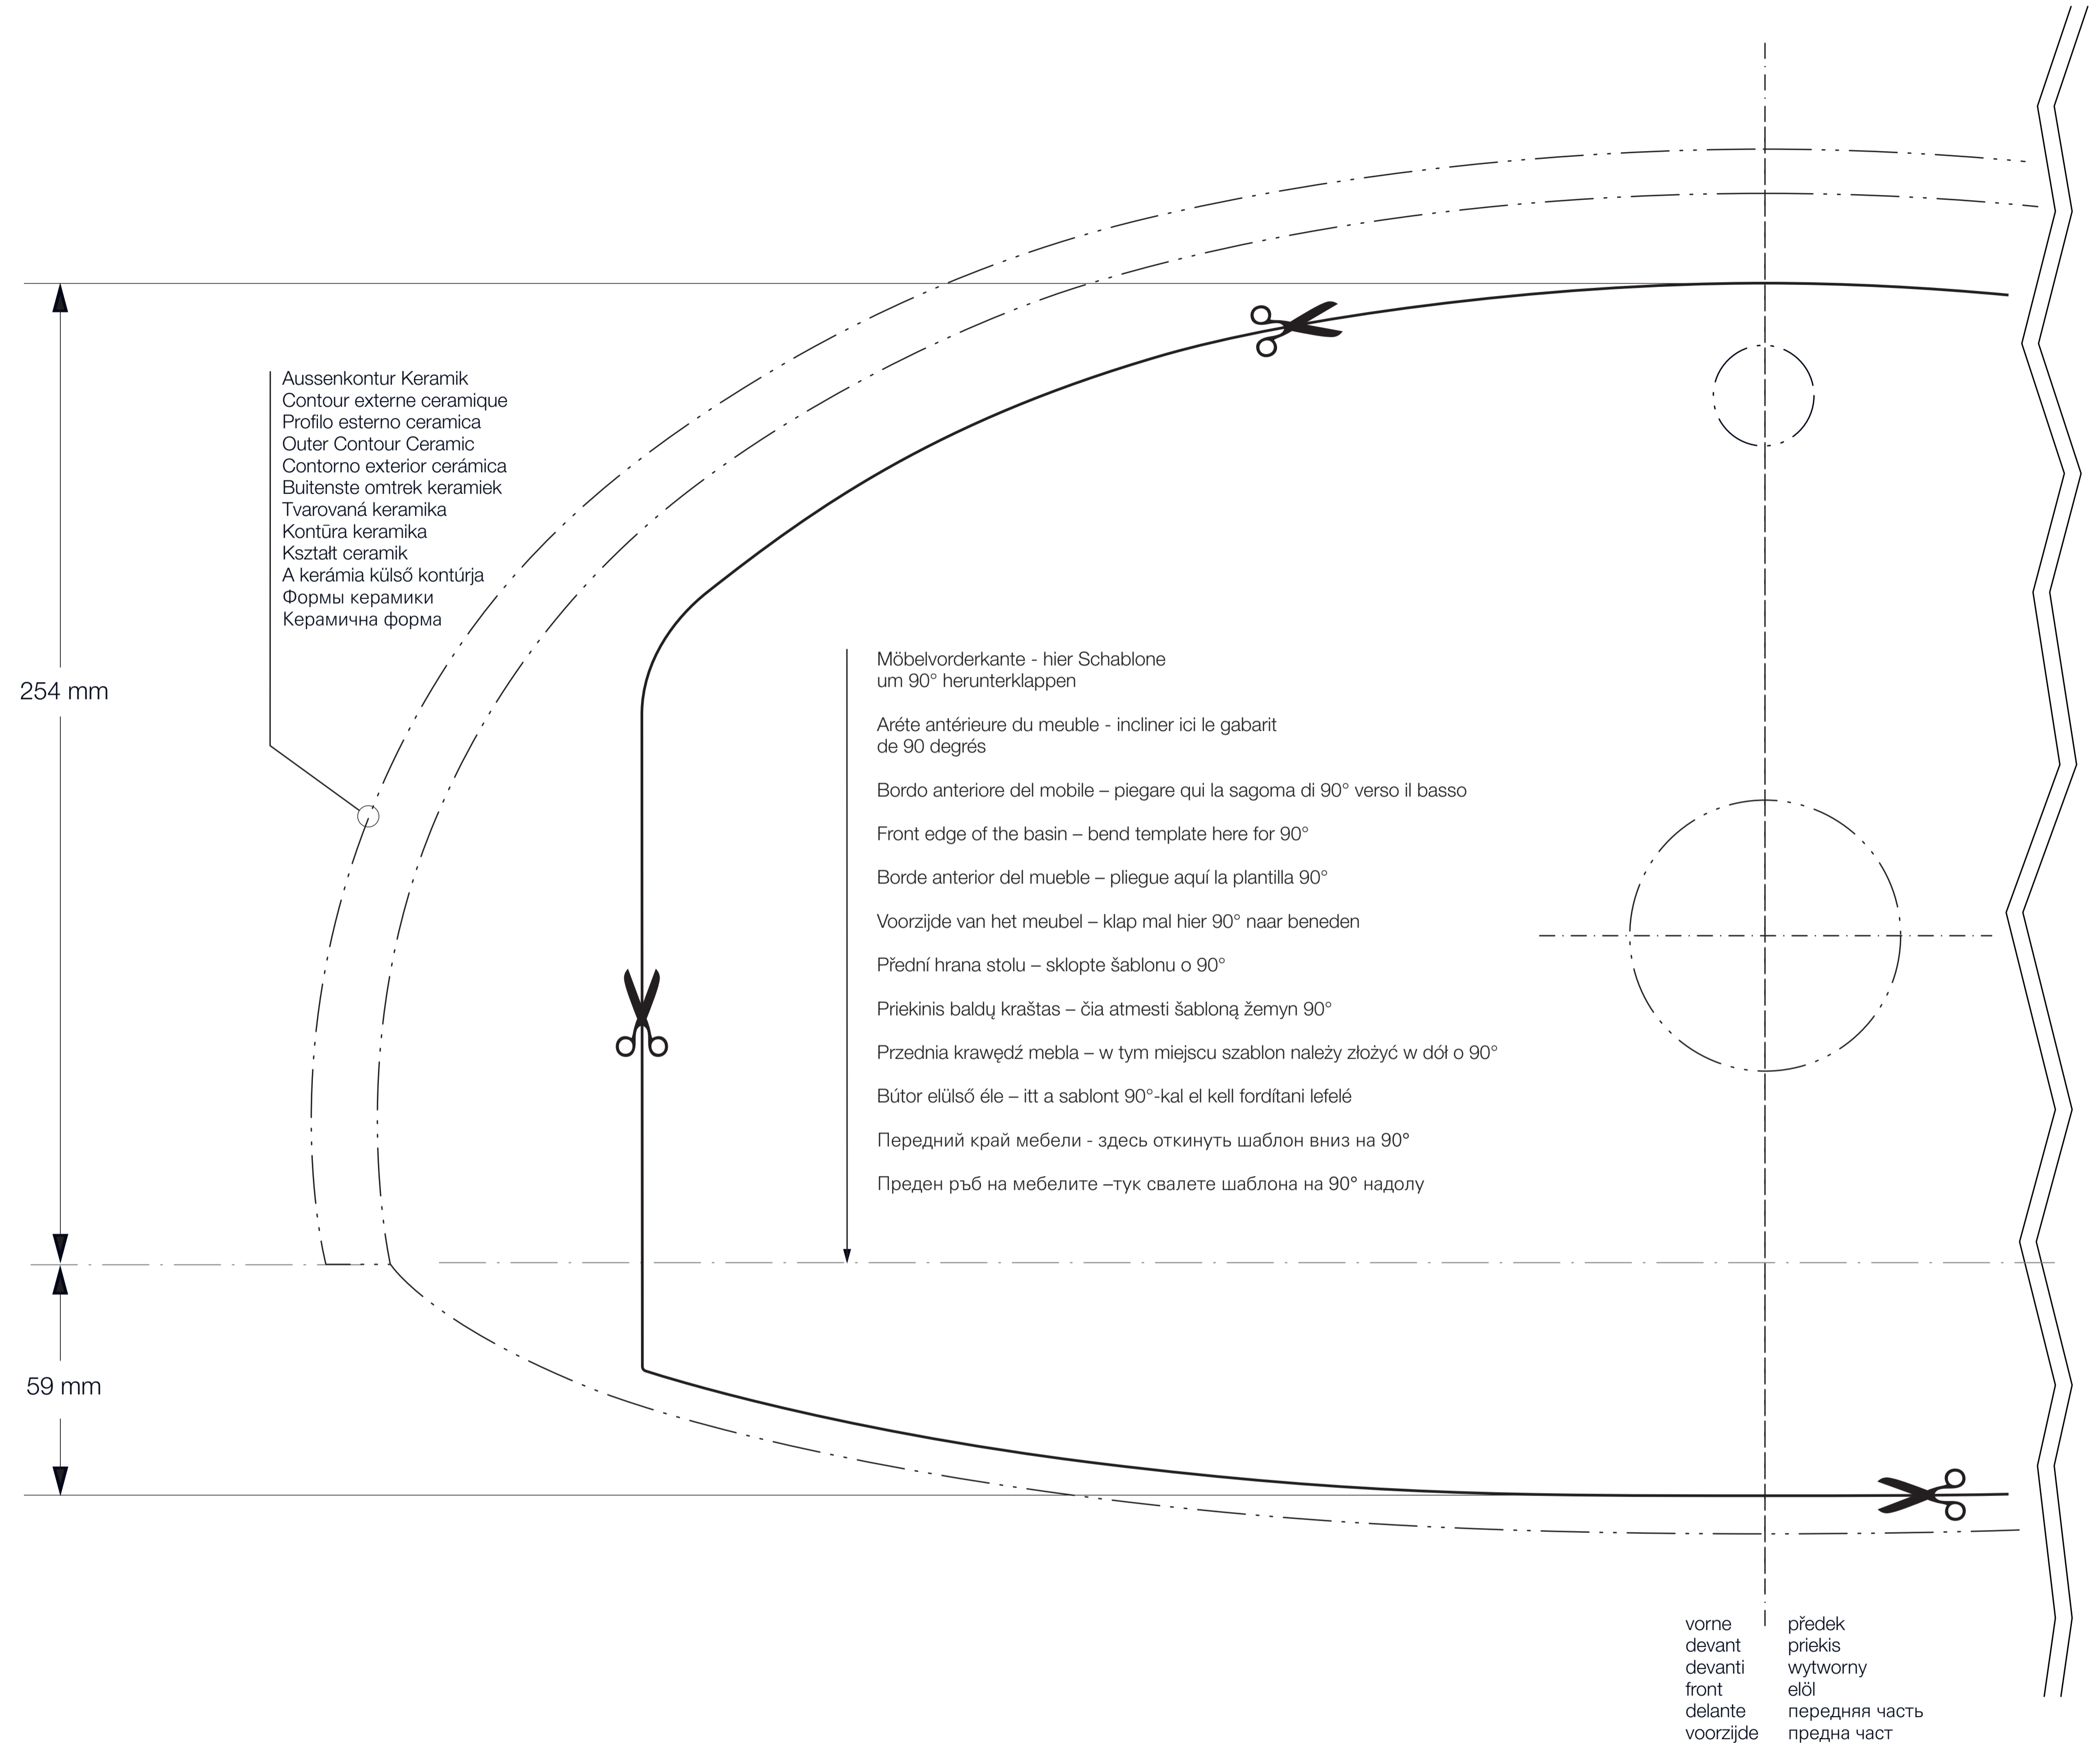 Aussenkontur Keramik
Contour externe ceramique
Profilo esterno ceramica
Outer Contour Ceramic
Contorno exterior cerámica
Buitenste omtrek keramiek
Tvarovaná keramika
Kontūra keramika
Kształt ceramik
A kerámia külső kontúrja
Формы керамики
Керамична форма
254 mm
Möbelvorderkante - hier Schablone
um 90° herunterklappen
Aréte antérieure du meuble - incliner ici le gabarit
de 90 degrés
Bordo anteriore del mobile – piegare qui la sagoma di 90° verso il basso
Front edge of the basin – bend template here for 90°
Borde anterior del mueble – pliegue aquí la plantilla 90°
Voorzijde van het meubel – klap mal hier 90° naar beneden
Přední hrana stolu – sklopte šablonu o 90°
Priekinis baldų kraštas – čia atmesti šabloną žemyn 90°
Przednia krawędź mebla – w tym miejscu szablon należy złożyć w dół o 90°
Bútor elülső éle – itt a sablont 90°-kal el kell fordítani lefelé
Передний край мебели - здесь откинуть шаблон вниз на 90°
Преден ръб на мебелите –тук свалете шаблона на 90° надолу
59 mm
vorne
devant
devanti
front
delante
voorzijde
předek
priekis
wytworny
elöl
передняя часть
предна част